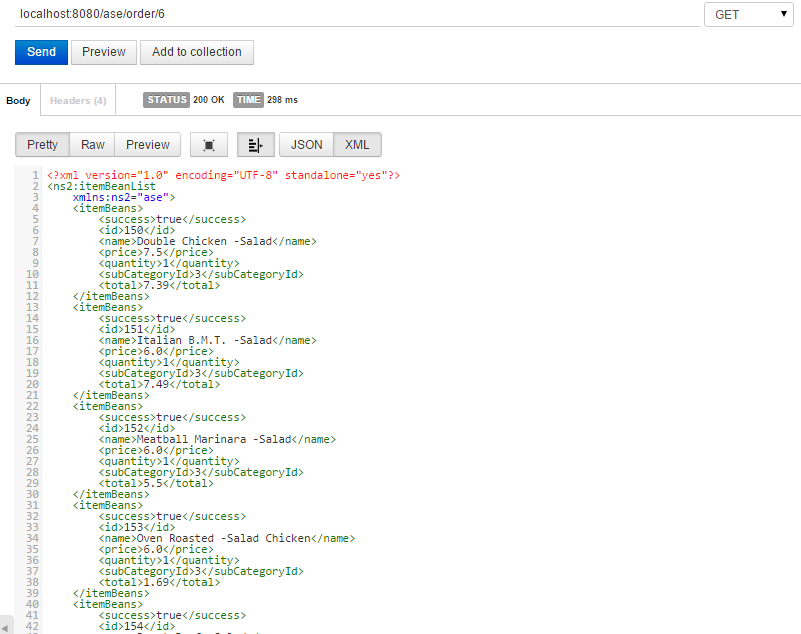 localhost:8080/ase/order/6 GET
Send Preview Add to collection
Body Headers (4) STATUS 200 OK TIME 298 ms
Pretty Raw Preview JSON XML
1 <?xml version="1.0" encoding="UTF-8" standalone="yes"?>
2 <ns2:itemBeanList
3 xmlns:ns2="ase">
4 <itemBeans>
5 <success>true</success>
6 <id>150</id>
7 <name>Double Chicken -Salad</name>
8 <price>7.5</price>
9 <quantity>1</quantity>
10 <subCategoryId>3</subCategoryId>
11 <total>7.39</total>
12 </itemBeans>
13 <itemBeans>
14 <success>true</success>
15 <id>151</id>
16 <name>Italian B.M.T. -Salad</name>
17 <price>6.0</price>
18 <quantity>1</quantity>
19 <subCategoryId>3</subCategoryId>
20 <total>7.49</total>
21 </itemBeans>
22 <itemBeans>
23 <success>true</success>
24 <id>152</id>
25 <name>Meatball Marinara -Salad</name>
26 <price>6.0</price>
27 <quantity>1</quantity>
28 <subCategoryId>3</subCategoryId>
29 <total>5.5</total>
30 </itemBeans>
31 <itemBeans>
32 <success>true</success>
33 <id>153</id>
34 <name>Oven Roasted -Salad Chicken</name>
35 <price>6.0</price>
36 <quantity>1</quantity>
37 <subCategoryId>3</subCategoryId>
38 <total>1.69</total>
39 </itemBeans>
40 <itemBeans>
41 <success>true</success>
42 <id>154</id>